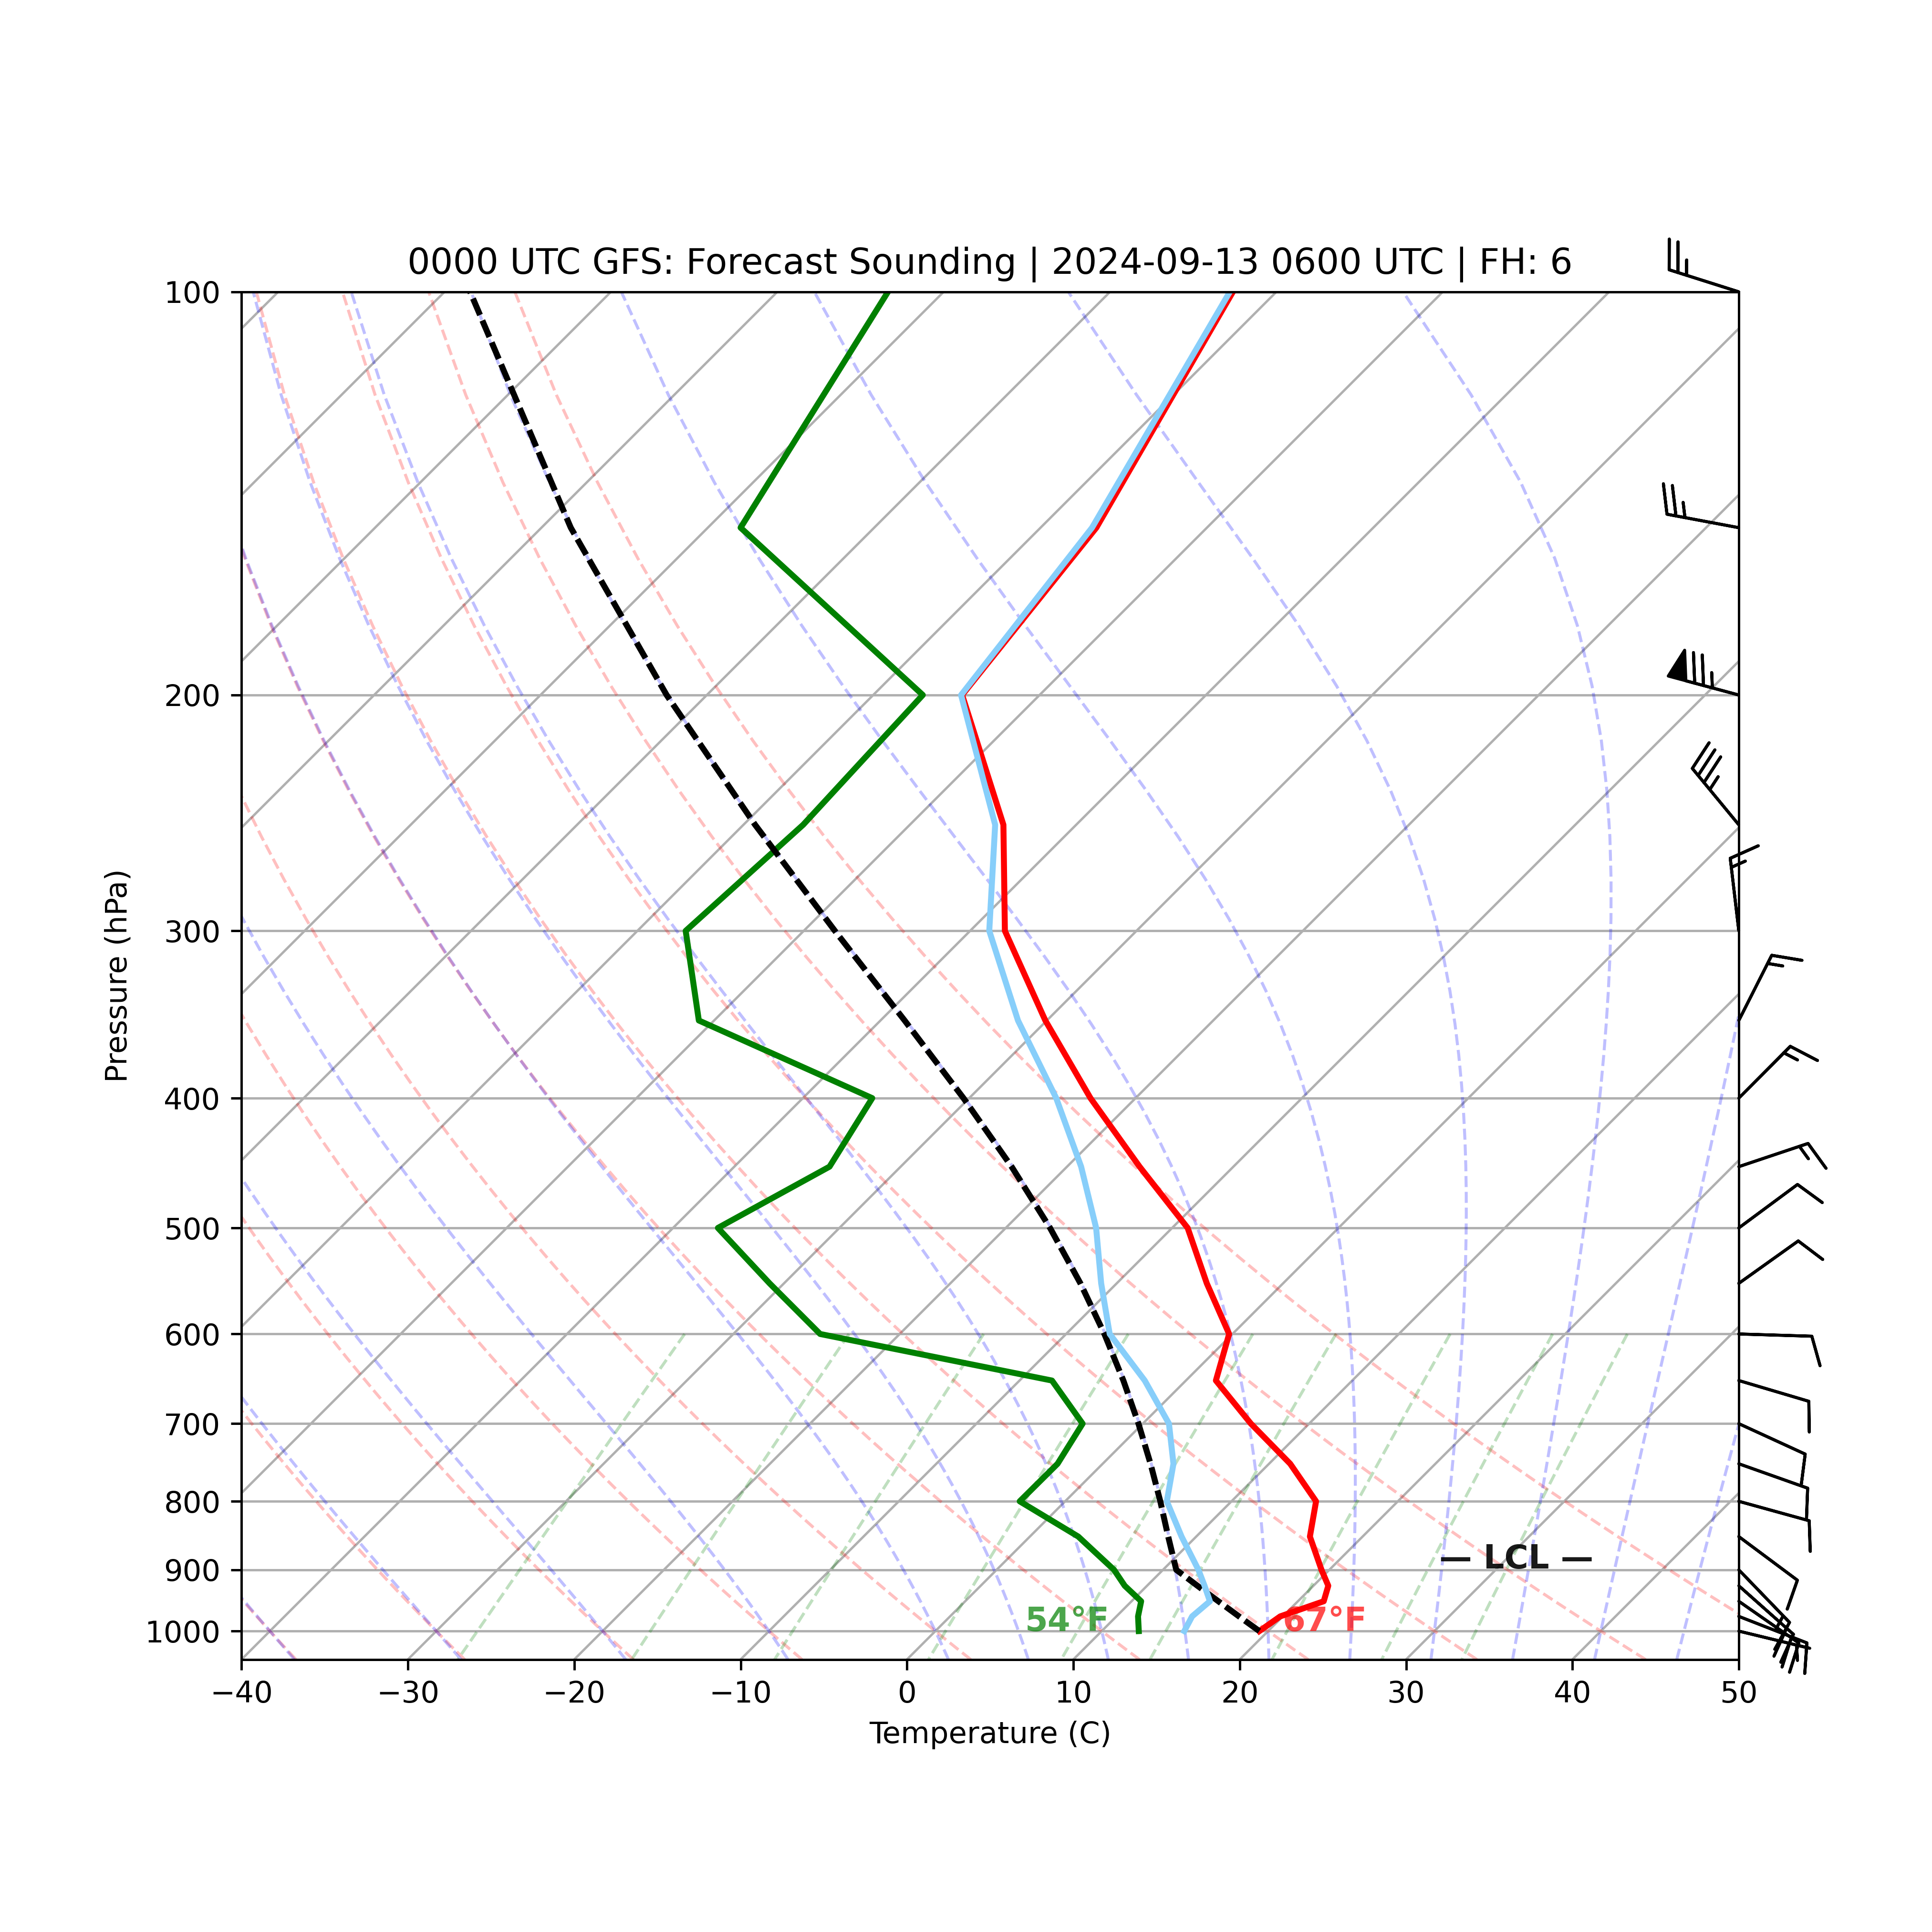 0000 UTC GFS: Forecast Sounding | 2024-09-13 0600 UTC | FH: 6
100
200
300
400
500
600
700
800
900
1000
Pressure (hPa)
— LCL —
54°F
67°F
−40 −30 −20 −10 0 10 20 30 40 50
Temperature (C)